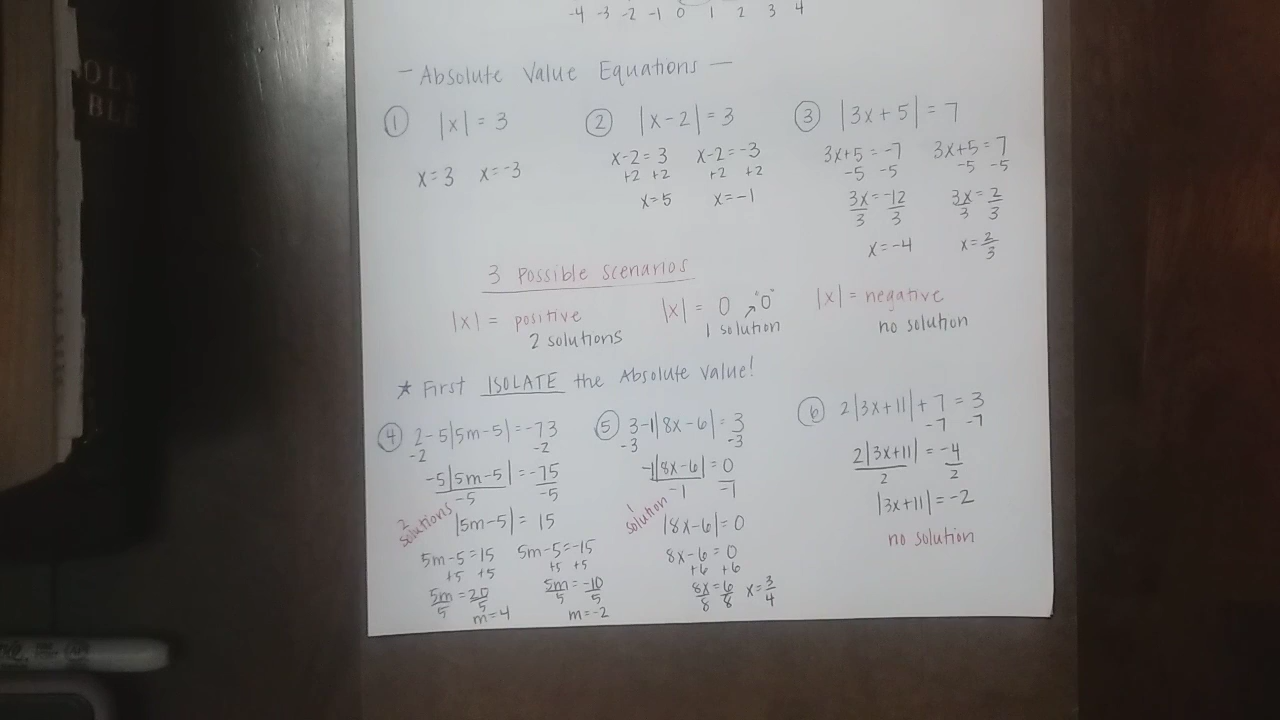 -4 -3 -2 -1 0 1 2 3 4
OLY
BLE
- Absolute Value Equations -
① |x| = 3
x=3 x=-3
② |x-2| = 3
x-2=3 x-2=-3
+2 +2 +2 +2
x=5 x=-1
③ |3x+5| = 7
3x+5=-7 3x+5=7
-5 -5 -5 -5
3x=-12 3x=2
3 3 3 3
x=-4 x=2/3
3 Possible Scenarios
|x| = positive
2 solutions
|x| = 0 "0"
1 solution
|x| = negative
no solution
* First ISOLATE the Absolute Value!
④ 2-5|5m-5|=-73
-2 -2
-5|5m-5|=-75
-5 -5
2 solutions
|5m-5|= 15
5m-5=15 5m-5=-15
+5 +5 +5 +5
5m=20 5m=-10
5 5 5 5
m=4 m=-2
⑤ 3-1|8x-6|=3
-3 -3
-1|8x-6|=0
-1 -1
1 solution
|8x-6|=0
8x-6=0
+6 +6
8x=6 x=3/4
8 8
⑥ 2|3x+11|+7=3
-7 -7
2|3x+11|=-4
2 2
|3x+11|=-2
no solution